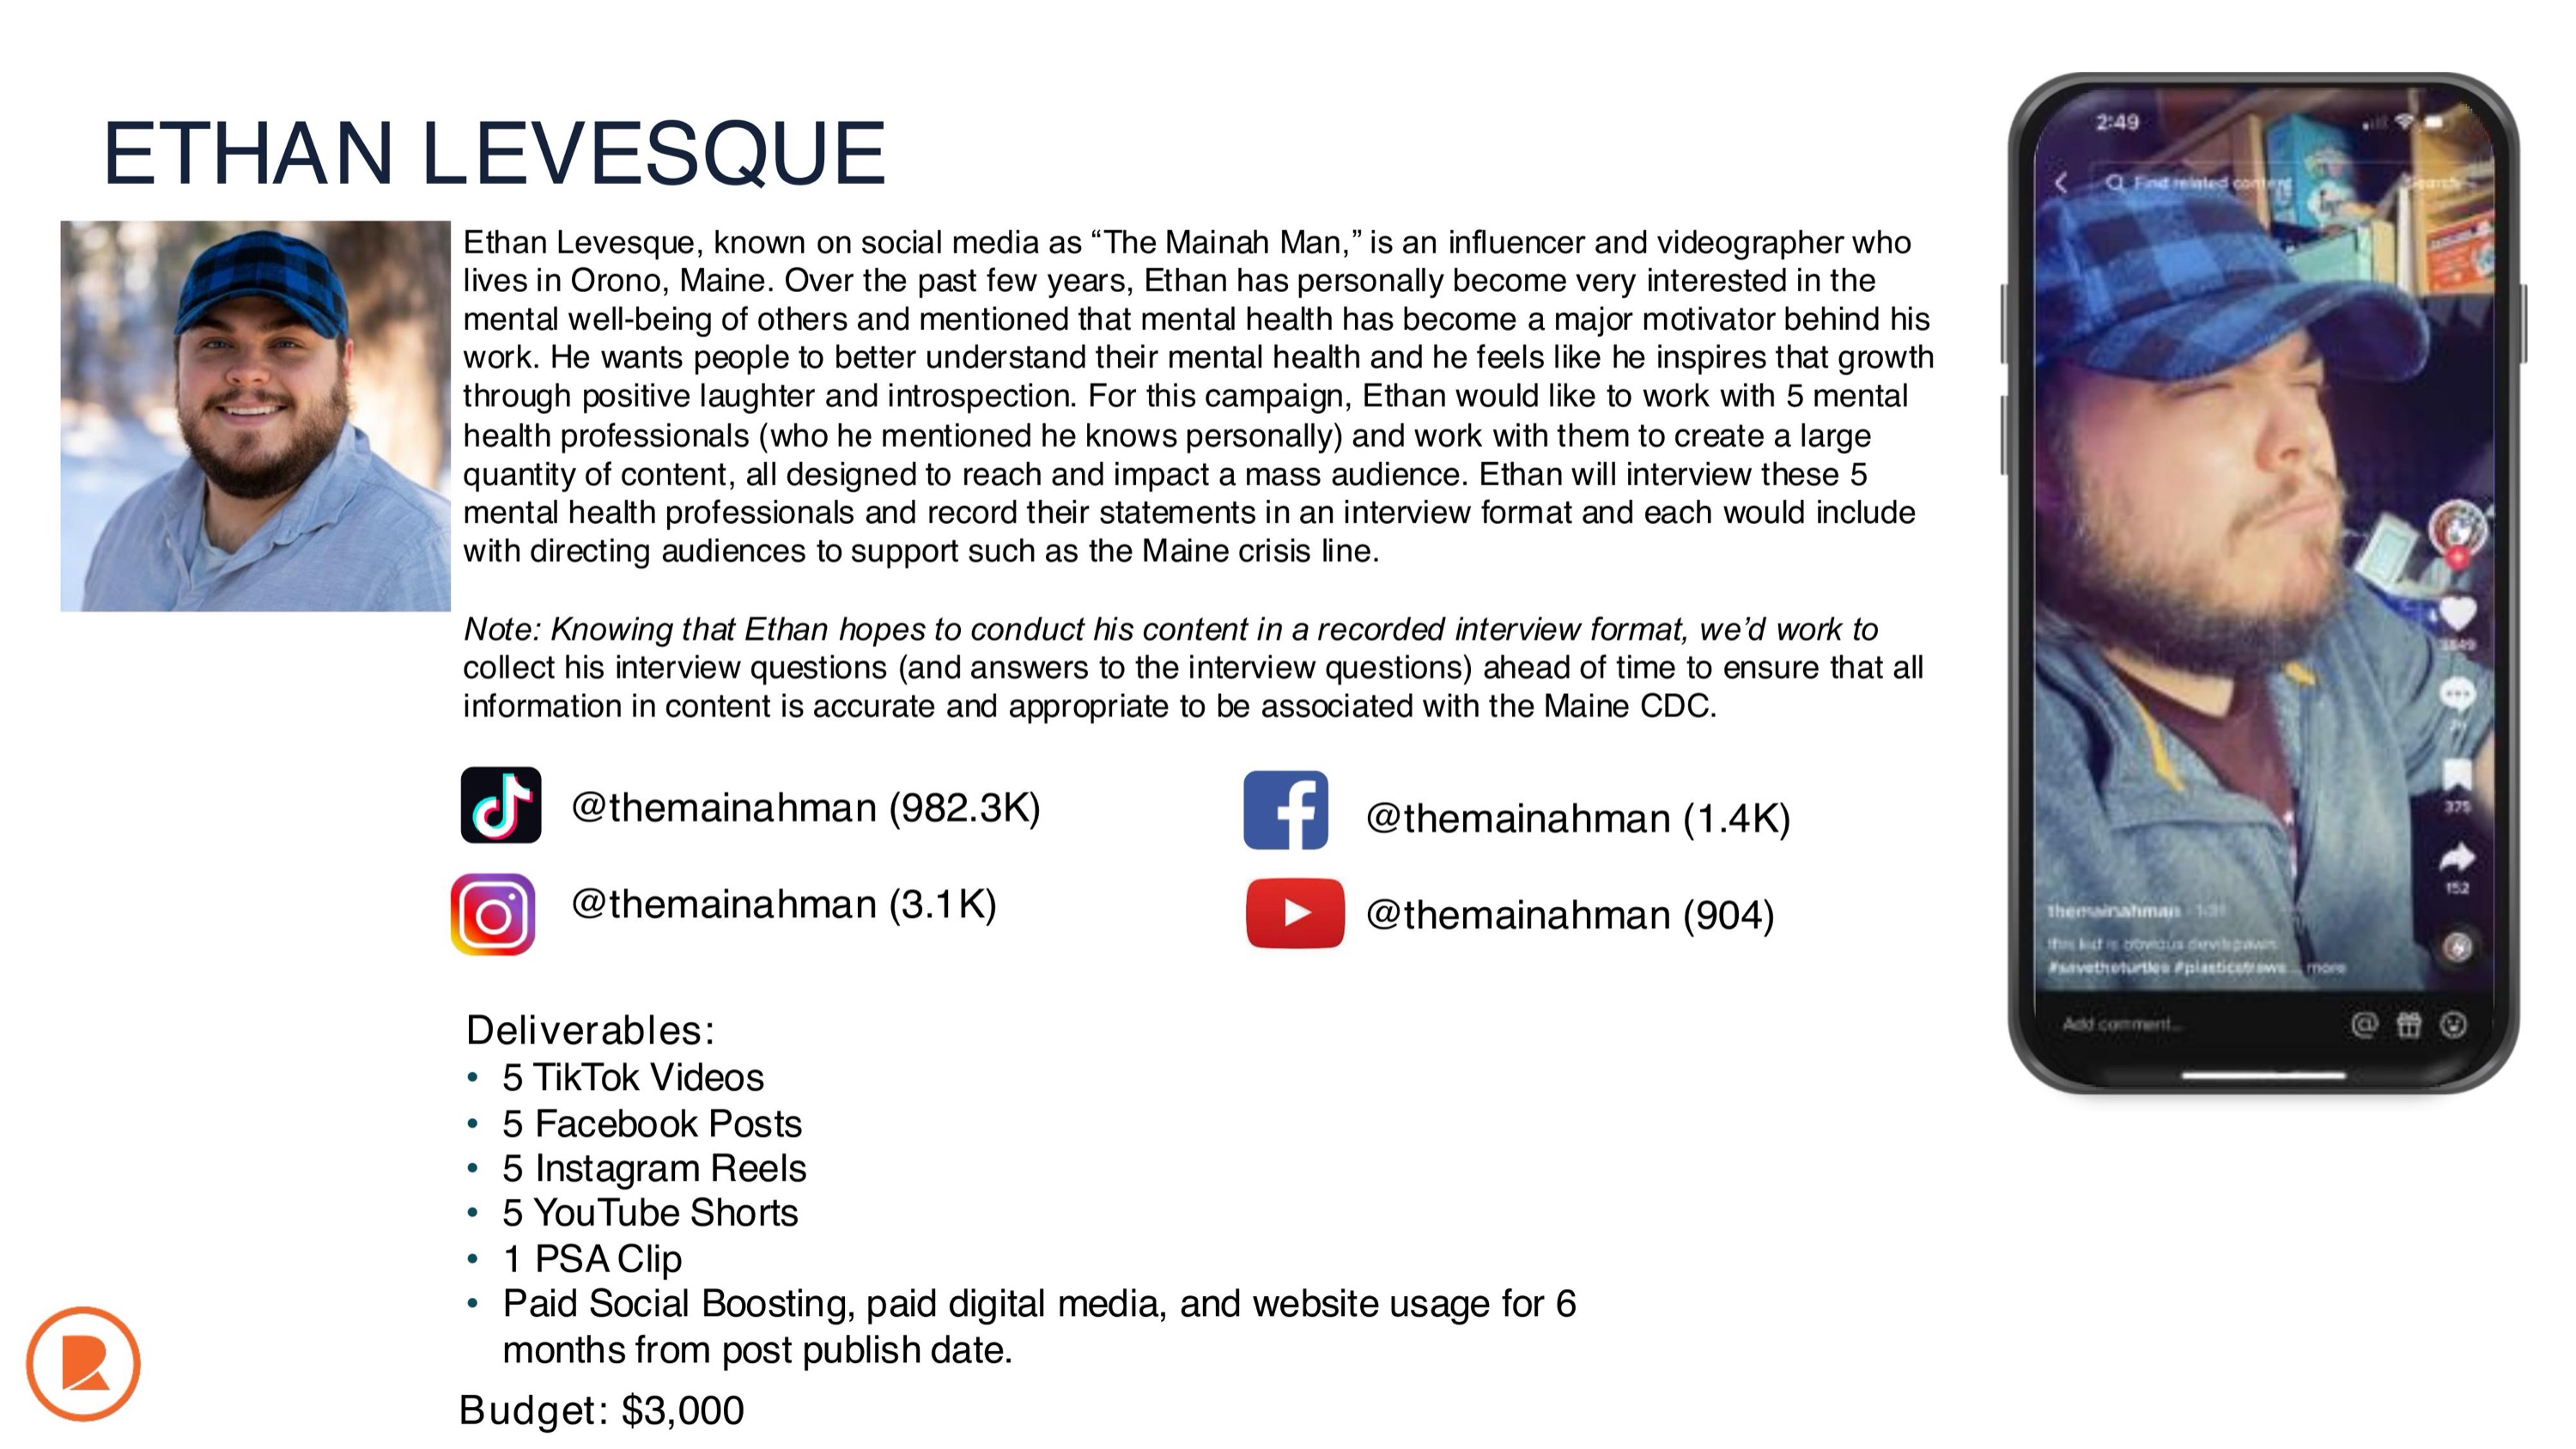 ETHAN LEVESQUE
Ethan Levesque, known on social media as “The Mainah Man,” is an influencer and videographer who
lives in Orono, Maine. Over the past few years, Ethan has personally become very interested in the
mental well-being of others and mentioned that mental health has become a major motivator behind his
work. He wants people to better understand their mental health and he feels like he inspires that growth
through positive laughter and introspection. For this campaign, Ethan would like to work with 5 mental
health professionals (who he mentioned he knows personally) and work with them to create a large
quantity of content, all designed to reach and impact a mass audience. Ethan will interview these 5
mental health professionals and record their statements in an interview format and each would include
with directing audiences to support such as the Maine crisis line.
Note: Knowing that Ethan hopes to conduct his content in a recorded interview format, we’d work to
collect his interview questions (and answers to the interview questions) ahead of time to ensure that all
information in content is accurate and appropriate to be associated with the Maine CDC.
@themainahman (982.3K)
@themainahman (1.4K)
@themainahman (3.1K)
@themainahman (904)
Deliverables:
• 5 TikTok Videos
• 5 Facebook Posts
• 5 Instagram Reels
• 5 YouTube Shorts
• 1 PSA Clip
• Paid Social Boosting, paid digital media, and website usage for 6
months from post publish date.
Budget: $3,000
2:49
Find related content
Search
375
152
themainahman
this kid is obvious
#savetheturtles #plasticstraws... more
Add comment...